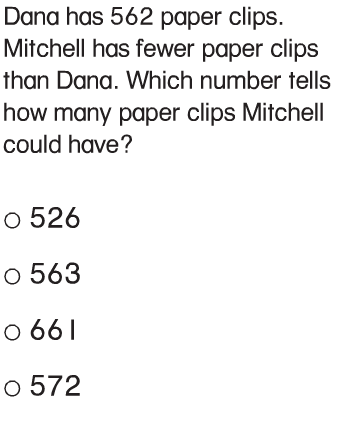 Dana has 562 paper clips.
Mitchell has fewer paper clips
than Dana. Which number tells
how many paper clips Mitchell
could have?
526
563
661
572